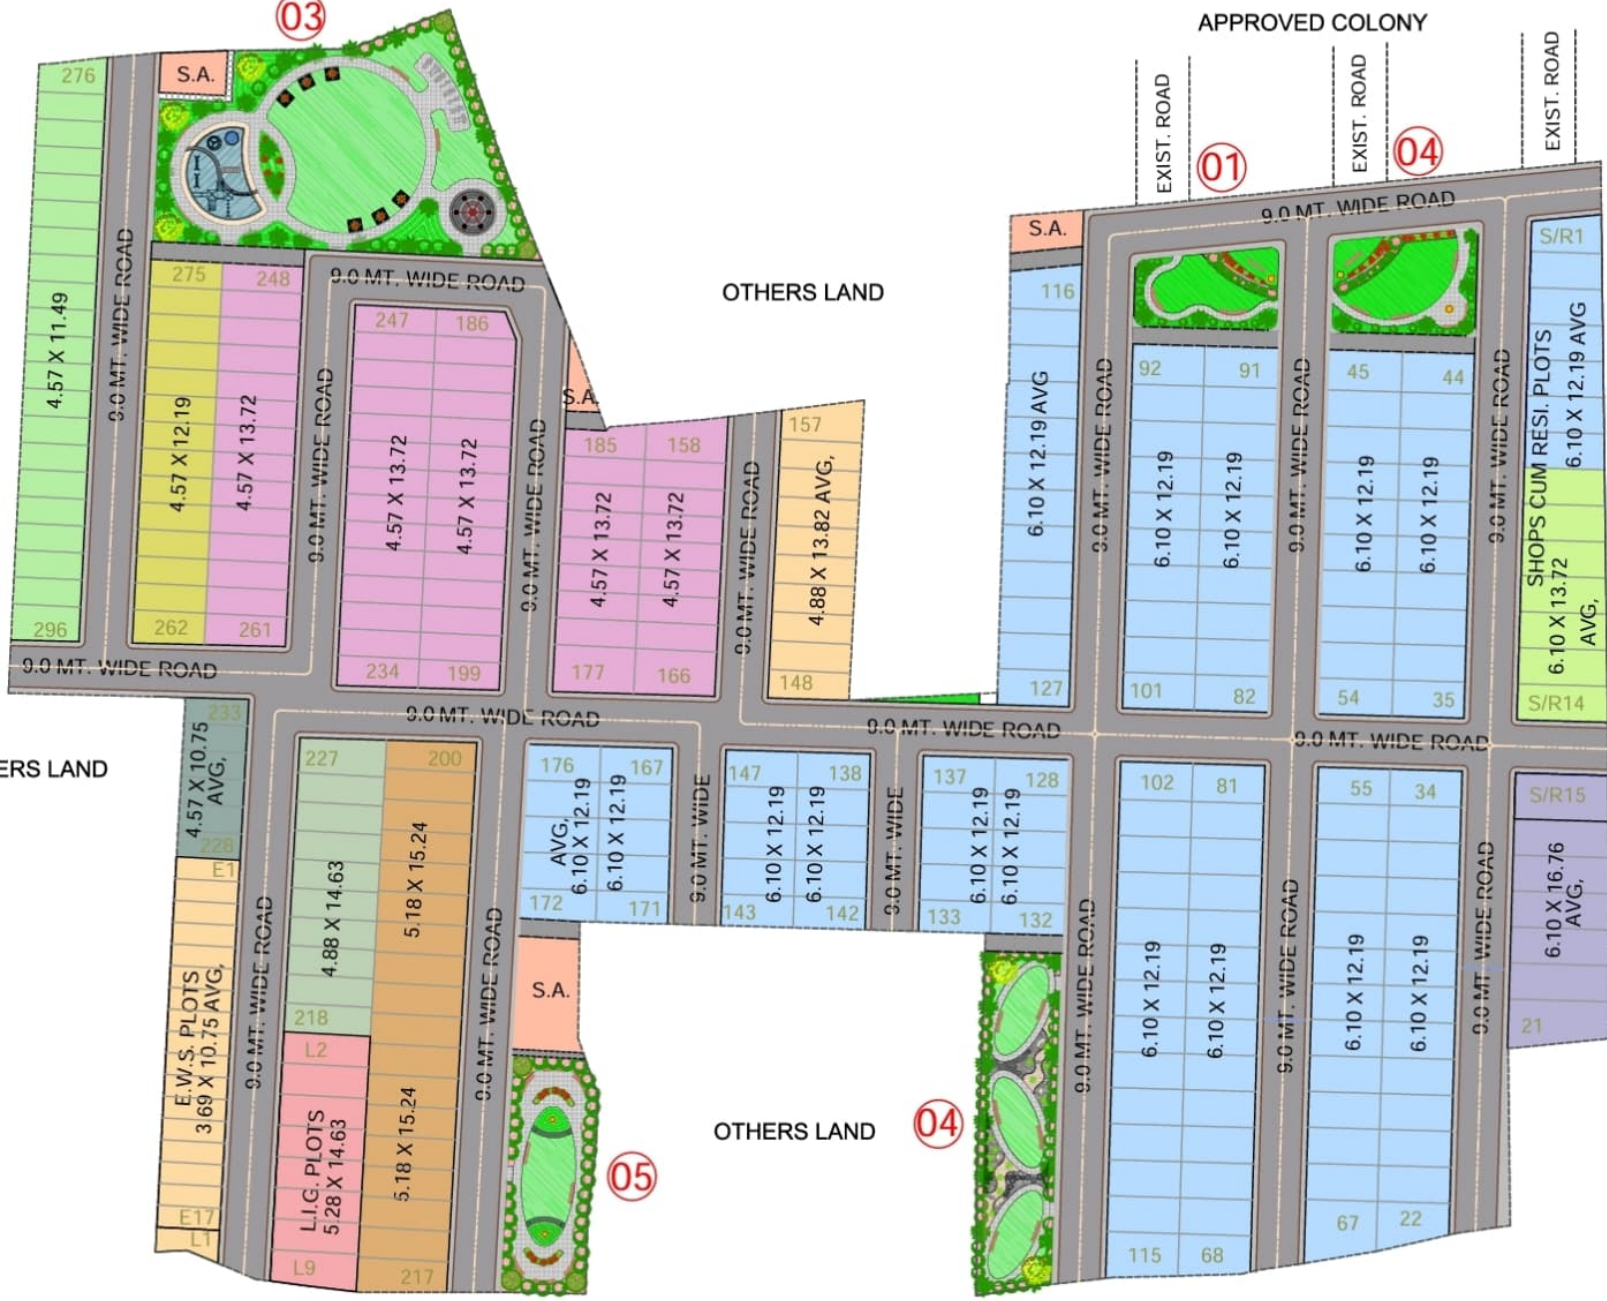 03
APPROVED COLONY
EXIST. ROAD
EXIST. ROAD
EXIST. ROAD
01
04
276
S.A.
4.57 X 11.49
296
9.0 MT. WIDE ROAD
275
248
4.57 X 12.19
4.57 X 13.72
262
261
9.0 MT. WIDE ROAD
9.0 MT. WIDE ROAD
9.0 MT. WIDE ROAD
247
186
4.57 X 13.72
4.57 X 13.72
234
199
9.0 MT. WIDE ROAD
S.A.
185
158
4.57 X 13.72
4.57 X 13.72
177
166
9.0 MT. WIDE ROAD
157
4.88 X 13.82 AVG,
148
OTHERS LAND
S.A.
116
6.10 X 12.19 AVG
127
9.0 MT. WIDE ROAD
9.0 MT. WIDE ROAD
92
91
6.10 X 12.19
6.10 X 12.19
101
82
9.0 MT. WIDE ROAD
45
44
6.10 X 12.19
6.10 X 12.19
54
35
9.0 MT. WIDE ROAD
S/R1
SHOPS CUM RESI. PLOTS
6.10 X 12.19 AVG
6.10 X 13.72
AVG,
S/R14
9.0 MT. WIDE ROAD
9.0 MT. WIDE ROAD
9.0 MT. WIDE ROAD
ERS LAND
233
4.57 X 10.75
AVG,
228
E1
E.W.S. PLOTS
3.69 X 10.75 AVG,
E17
L1
9.0 MT. WIDE ROAD
227
200
4.88 X 14.63
5.18 X 15.24
218
L2
L.I.G. PLOTS
5.28 X 14.63
5.18 X 15.24
L9
217
9.0 MT. WIDE ROAD
176
167
AVG,
6.10 X 12.19
6.10 X 12.19
172
171
S.A.
05
9.0 MT. WIDE
147
138
6.10 X 12.19
6.10 X 12.19
143
142
9.0 MT. WIDE
137
128
6.10 X 12.19
6.10 X 12.19
133
132
OTHERS LAND
04
9.0 MT. WIDE ROAD
102
81
6.10 X 12.19
6.10 X 12.19
115
68
9.0 MT. WIDE ROAD
55
34
6.10 X 12.19
6.10 X 12.19
67
22
9.0 MT. WIDE ROAD
S/R15
6.10 X 16.76
AVG,
21